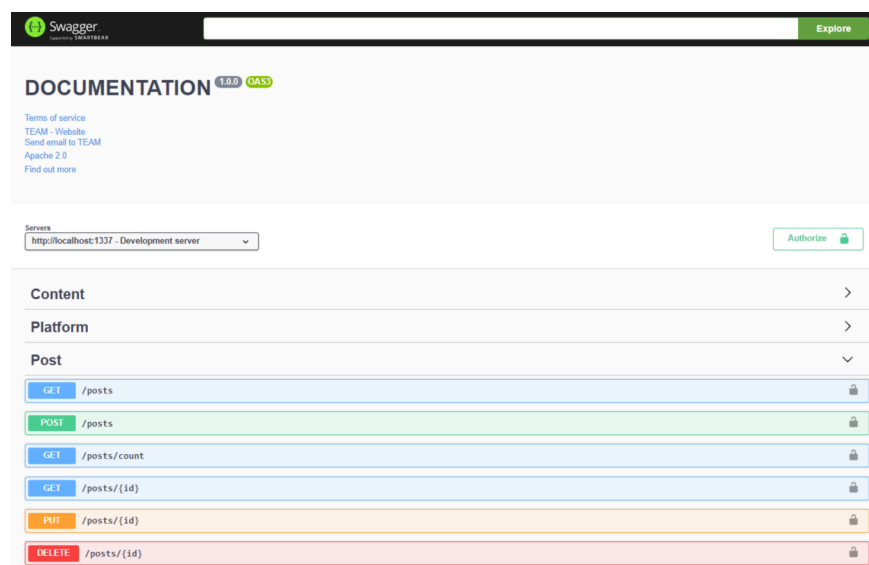 Swagger.
Supported by SMARTBEAR
Explore
DOCUMENTATION 1.0.0 OAS3
Terms of service
TEAM - Website
Send email to TEAM
Apache 2.0
Find out more
Servers
http://localhost:1337 - Development server
Authorize
Content
Platform
Post
GET /posts
POST /posts
GET /posts/count
GET /posts/{id}
PUT /posts/{id}
DELETE /posts/{id}